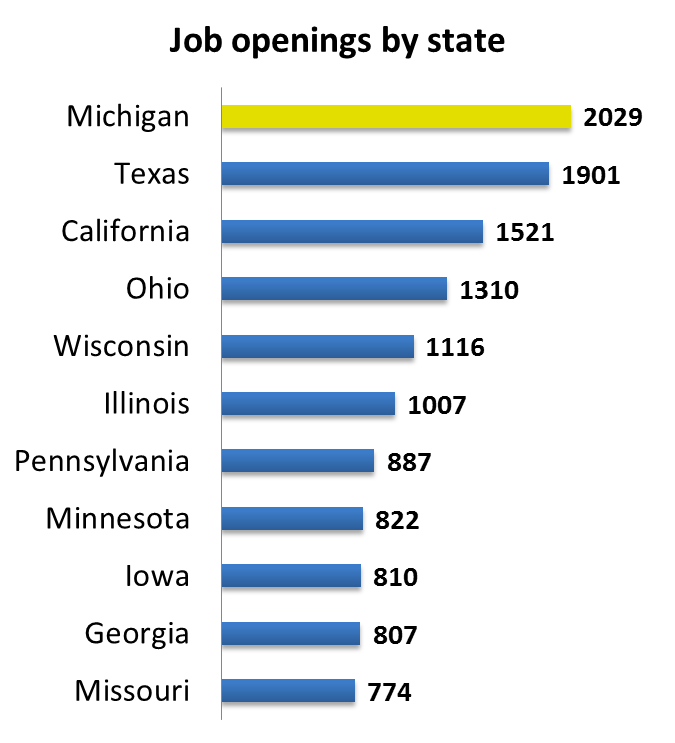 Job openings by state
Michigan 2029
Texas 1901
California 1521
Ohio 1310
Wisconsin 1116
Illinois 1007
Pennsylvania 887
Minnesota 822
Iowa 810
Georgia 807
Missouri 774